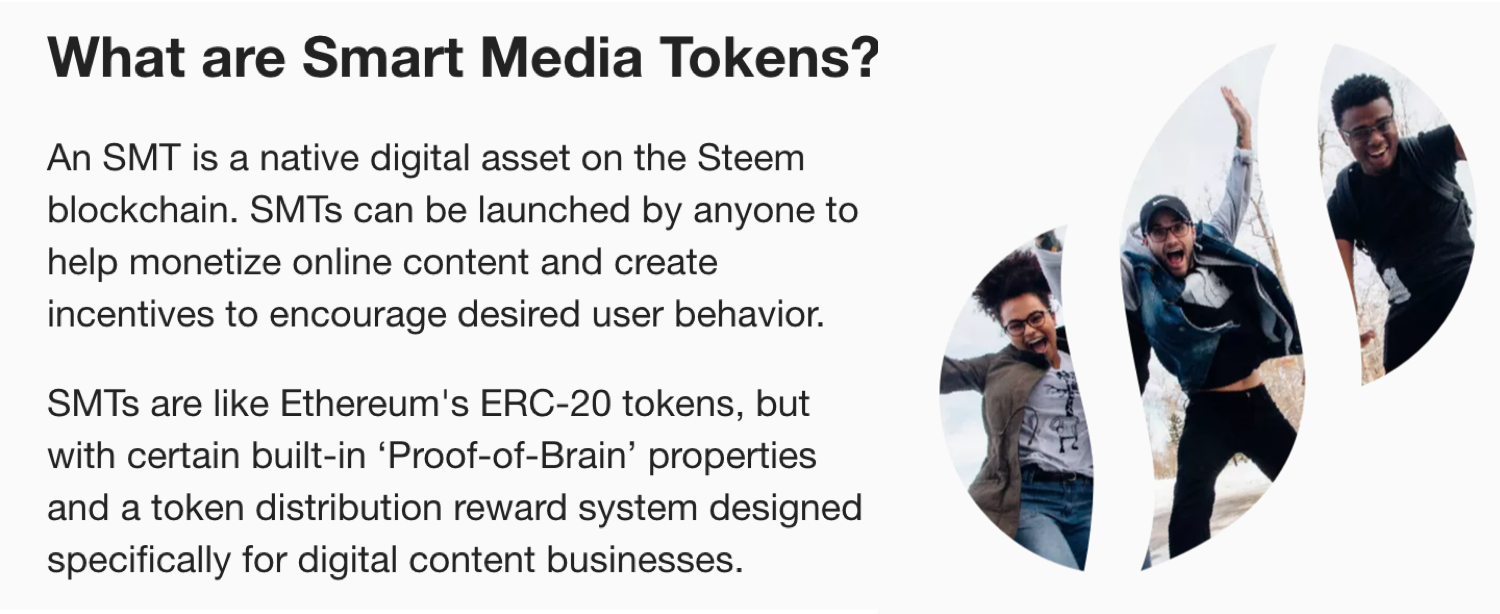 What are Smart Media Tokens?
An SMT is a native digital asset on the Steem
blockchain. SMTs can be launched by anyone to
help monetize online content and create
incentives to encourage desired user behavior.
SMTs are like Ethereum's ERC-20 tokens, but
with certain built-in ‘Proof-of-Brain’ properties
and a token distribution reward system designed
specifically for digital content businesses.